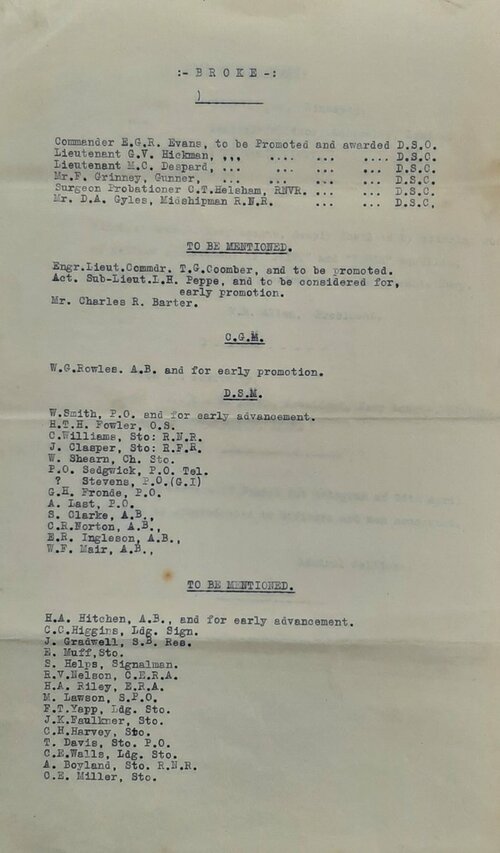 :- B R O K E -:
)
Commander E.G.R. Evans, to be Promoted and awarded D.S.O.
Lieutenant G.V. Hickman, ,,, .... ... .... D.S.C.
Lieutenant M.C. Despard, ... ... ... ... D.S.C.
Mr.F. Grinney, Gunner, ... ... ... ... D.S.C.
Surgeon Probationer C.T.Helsham, RNVR. ... ... D.S.C.
Mr. D.A. Gyles, Midshipman R.N.R. ... ... D.S.C.
TO BE MENTIONED.
Engr.Lieut.Commdr. T.G.Coomber, and to be promoted.
Act. Sub-Lieut.L.H. Peppe, and to be considered for,
early promotion.
Mr. Charles R. Barter.
C.G.M.
W.G.Rowles. A.B. and for early promotion.
D.S.M.
W.Smith, P.O. and for early advancement.
H.T.H. Fowler, O.S.
C.Williams, Sto: R.N.R.
J. Clasper, Sto: R.F.R.
W. Shearn, Ch. Sto.
P.O. Sedgwick, P.O. Tel.
? Stevens, P.O.(G.I)
G.H. Fronde, P.O.
A. Last, P.O.
S. Clarke, A.B.,
C.R.Norton, A.B.,
E.R. Ingleson, A.B.,
W.F. Mair, A.B.,
TO BE MENTIONED.
H.A. Hitchen, A.B., and for early advancement.
C.C.Higgins, Ldg. Sign.
J. Gradwell, S.B. Res.
E. Muff,Sto.
S. Helps, Signalman.
R.V.Nelson, C.E.R.A.
H.A. Riley, E.R.A.
M. Lawson, S.P.O.
F.T.Yapp, Ldg. Sto.
J.K.Faulkner, Sto.
C.H.Harvey, Sto.
T. Davis, Sto. P.O.
C.E.Walls, Ldg. Sto.
A. Boyland, Sto. R.N.R.
C.E. Miller, Sto.